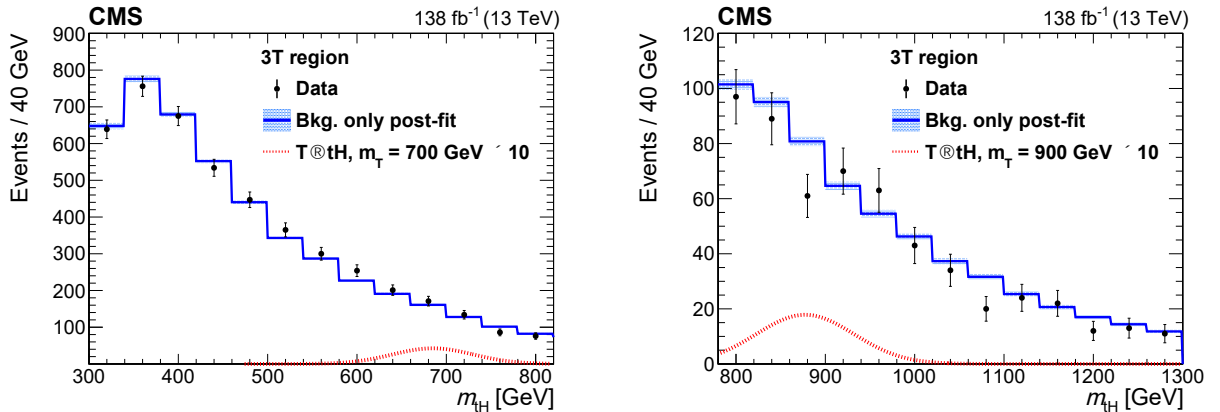 CMS 138 fb⁻¹ (13 TeV)
Events / 40 GeV
900
800
700
600
500
400
300
200
100
3T region
Data
Bkg. only post-fit
T®tH, m_T = 700 GeV ´ 10
300 400 500 600 700 800
m_tH [GeV]
CMS 138 fb⁻¹ (13 TeV)
Events / 40 GeV
120
100
80
60
40
20
0
3T region
Data
Bkg. only post-fit
T®tH, m_T = 900 GeV ´ 10
800 900 1000 1100 1200 1300
m_tH [GeV]